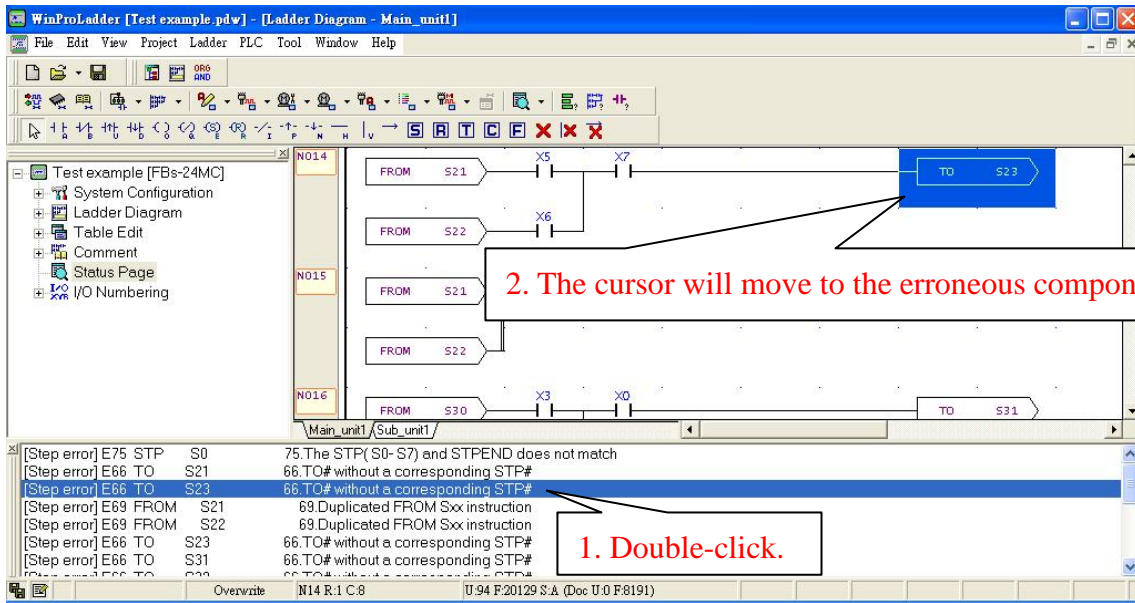 WinProLadder [Test example.pdw] - [Ladder Diagram - Main_unit1]
File Edit View Project Ladder PLC Tool Window Help
ORG
AND
A B U D O Q E R I P N H V S R T C F
Test example [FBs-24MC]
System Configuration
Ladder Diagram
Table Edit
Comment
Status Page
I/O Numbering
N014
FROM S21
X5
X7
TO S23
FROM S22
X6
2. The cursor will move to the erroneous compon
N015
FROM S21
FROM S22
N016
FROM S30
X3
X0
TO S31
Main_unit1 Sub_unit1
[Step error] E75 STP S0 75.The STP( S0- S7) and STPEND does not match
[Step error] E66 TO S21 66.TO# without a corresponding STP#
[Step error] E66 TO S23 66.TO# without a corresponding STP#
[Step error] E69 FROM S21 69.Duplicated FROM Sxx instruction
[Step error] E69 FROM S22 69.Duplicated FROM Sxx instruction
[Step error] E66 TO S23 66.TO# without a corresponding STP#
[Step error] E66 TO S31 66.TO# without a corresponding STP#
1. Double-click.
Overwrite N14 R:1 C:8 U:94 F:20129 S:A (Doc U:0 F:8191)